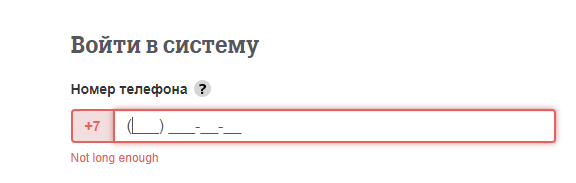 Войти в систему
Номер телефона ?
+7 (___) ___-__-__
Not long enough